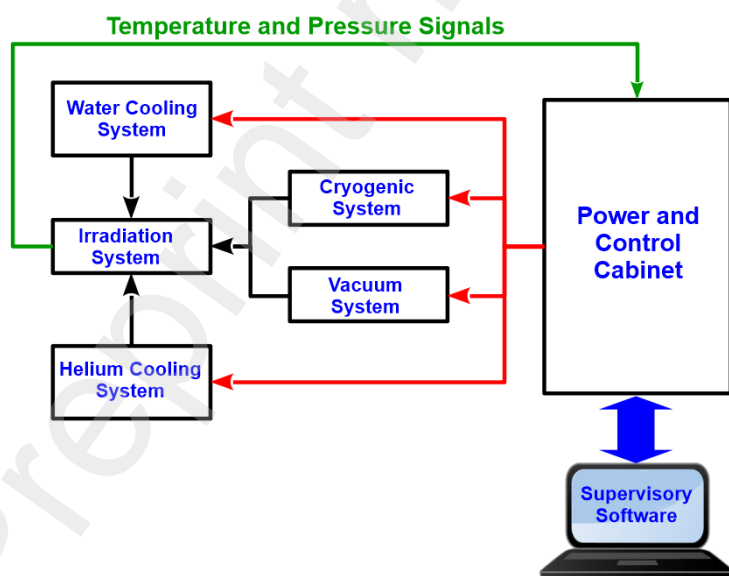 Temperature and Pressure Signals
Water Cooling
System
Cryogenic
System
Irradiation
System
Vacuum
System
Helium Cooling
System
Power and
Control
Cabinet
Supervisory
Software
Preprint